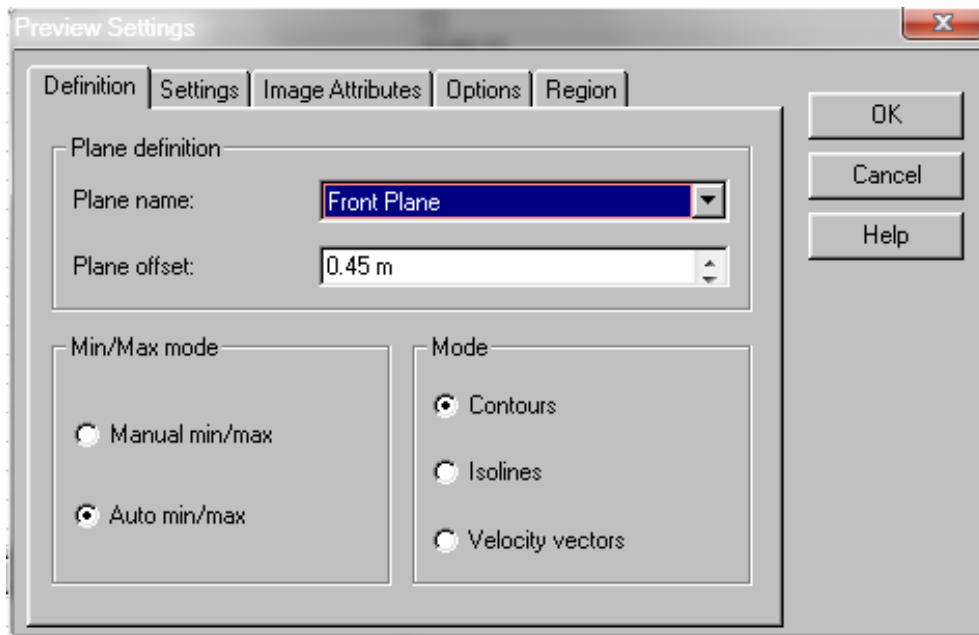 Preview Settings
Definition Settings Image Attributes Options Region
OK
Cancel
Help
Plane definition
Plane name: Front Plane
Plane offset: 0.45 m
Min/Max mode
Manual min/max
Auto min/max
Mode
Contours
Isolines
Velocity vectors